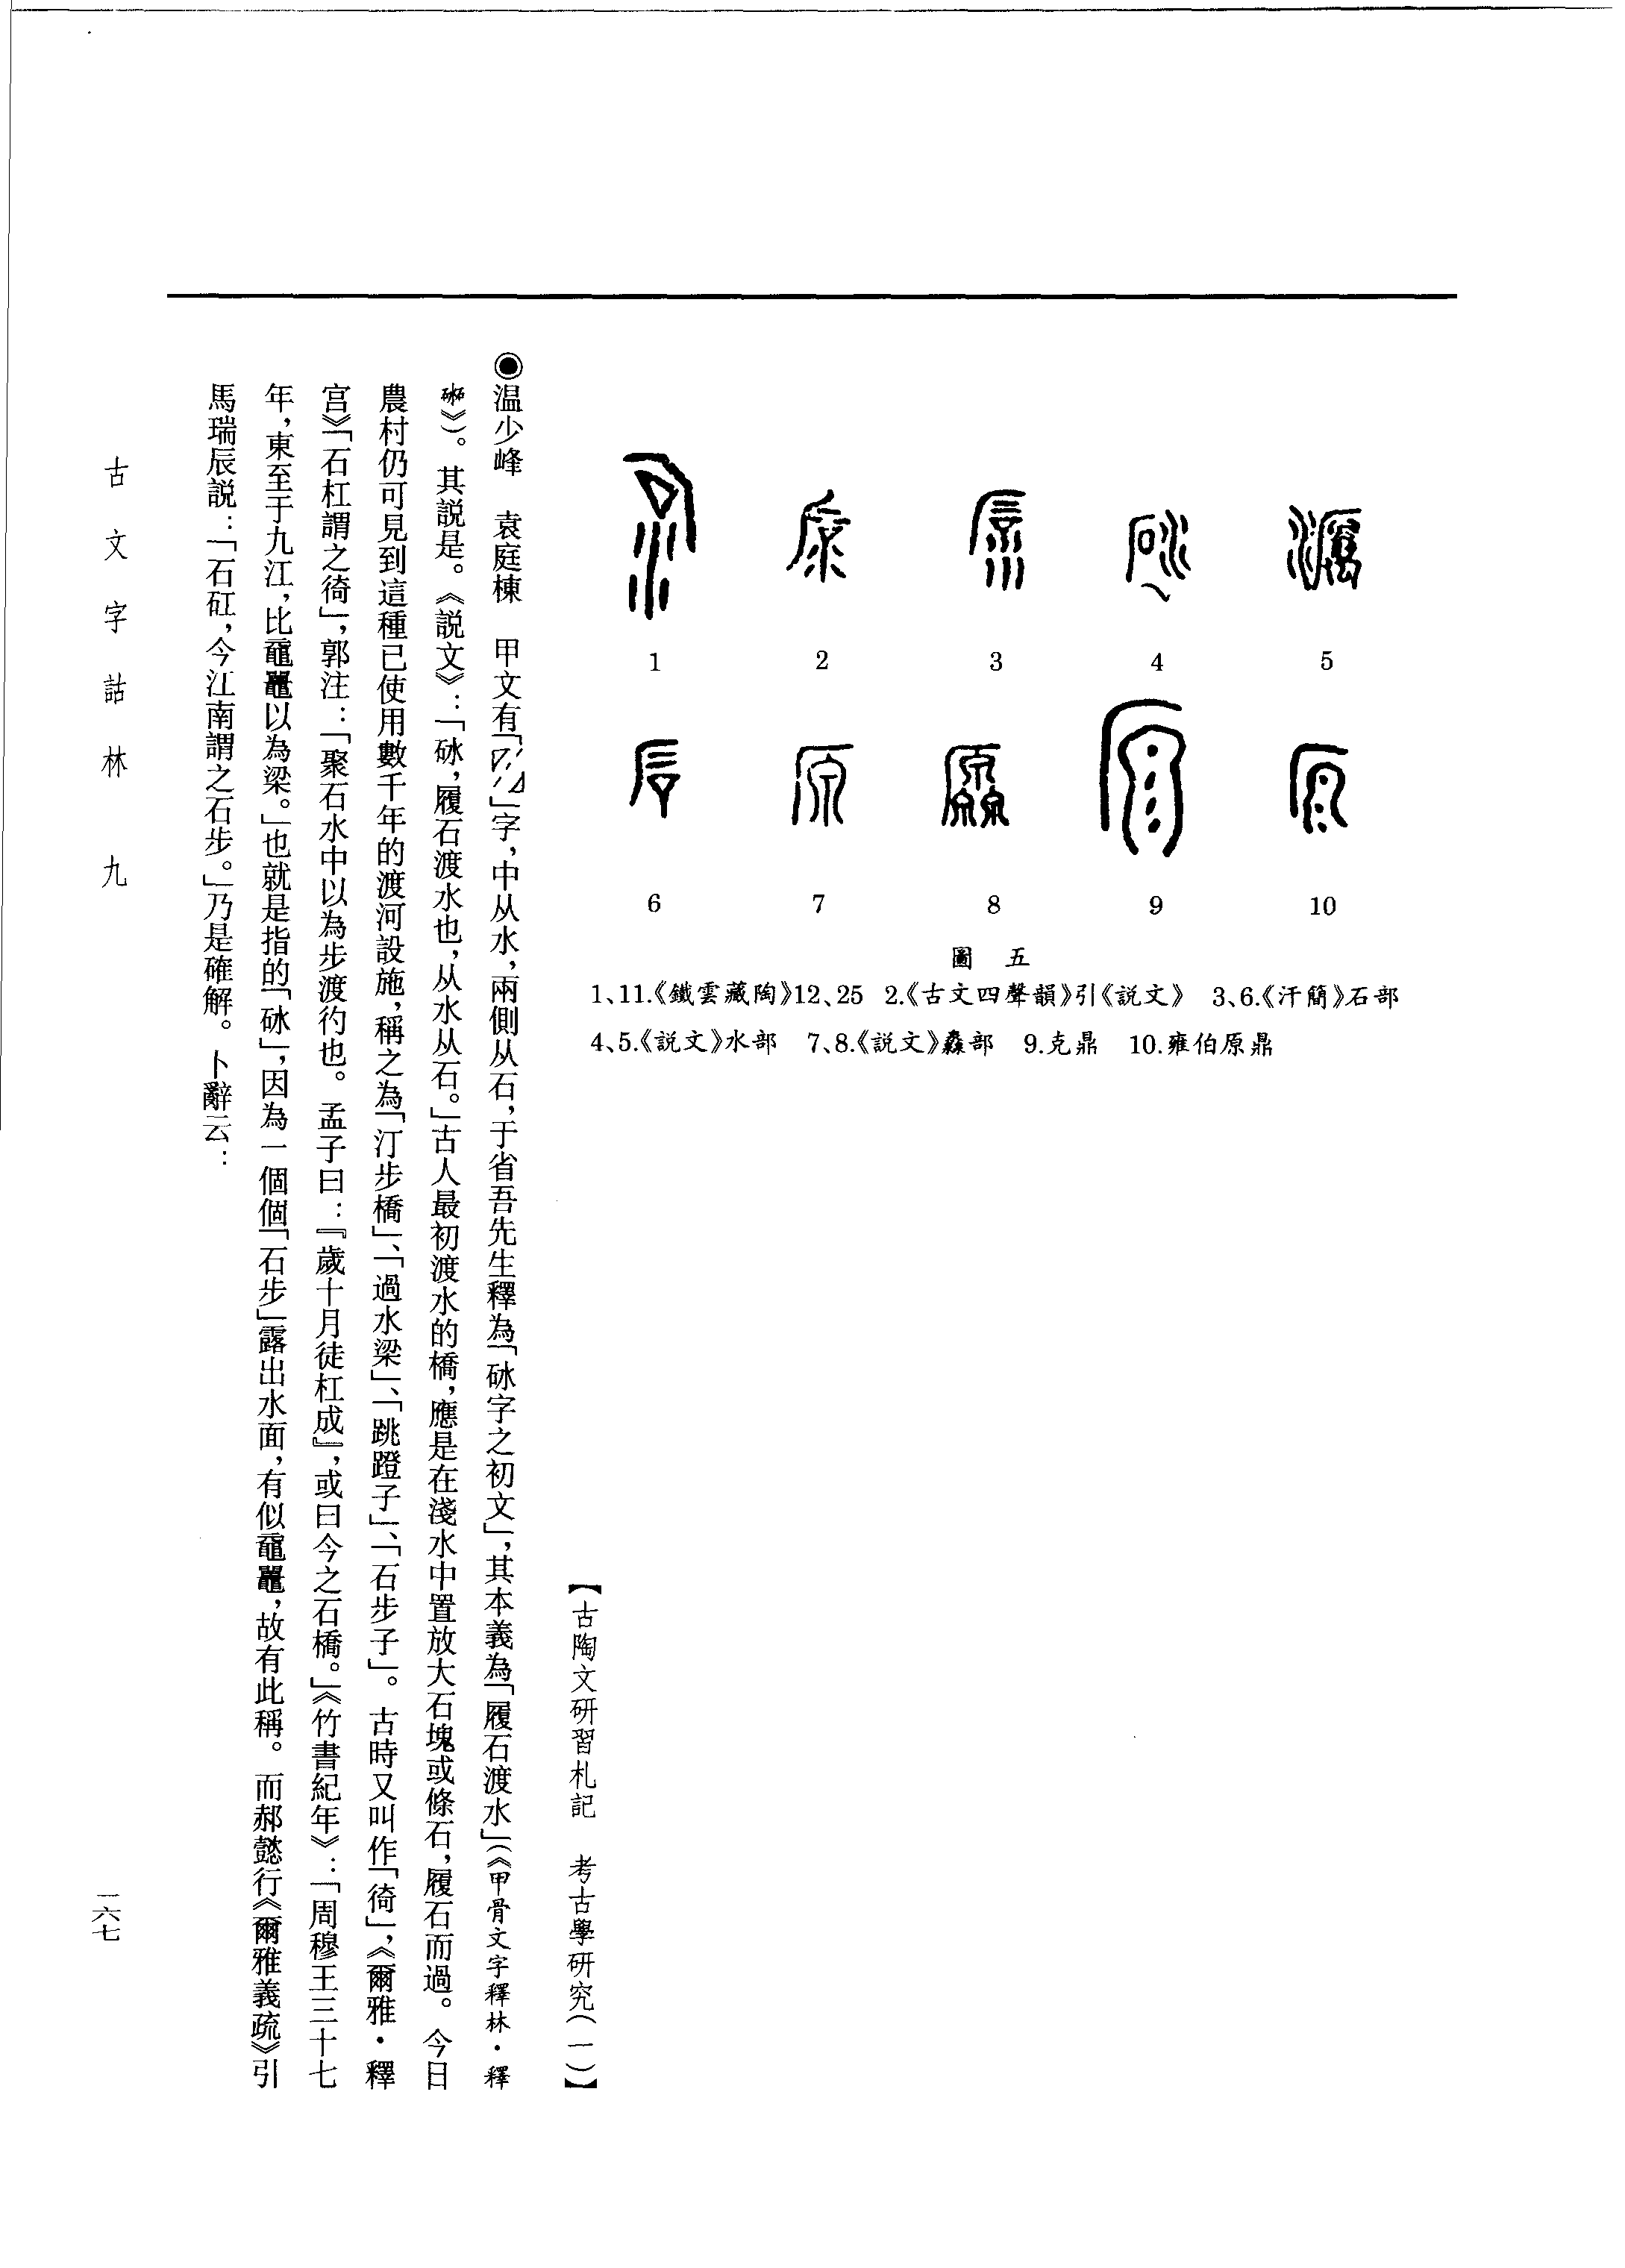 1 2 3 4 5
6 7 8 9 10
圖 五
1、11.《鐵雲藏陶》12、25 2.《古文四聲韻》引《説文》 3、6.《汗簡》石部
4、5.《説文》水部 7、8.《説文》灥部 9.克鼎 10.雍伯原鼎
【古陶文研習札記 考古學研究(一)】
◉温少峰 袁庭棟 甲文有「」字，中从水，兩側从石，于省吾先生釋為「砅字之初文」，其本義為「履石渡水」(《甲骨文字釋林·釋
》)。其説是。《説文》：「砅，履石渡水也，从水从石。」古人最初渡水的橋，應是在淺水中置放大石塊或條石，履石而過。今日
農村仍可見到這種已使用數千年的渡河設施，稱之為「汀步橋」、「過水梁」、「跳蹬子」、「石步子」。古時又叫作「徛」，《爾雅·釋
宫》「石杠謂之徛」，郭注：「聚石水中以為步渡彴也。孟子曰：『歲十月徒杠成』，或曰今之石橋。」《竹書紀年》：「周穆王三十七
年，東至于九江，比黿鼉以為梁。」也就是指的「砅」，因為一個個「石步」露出水面，有似黿鼉，故有此稱。而郝懿行《爾雅義疏》引
馬瑞辰説：「石矼，今江南謂之石步。」乃是確解。卜辭云：
古文字詁林 九
二六七